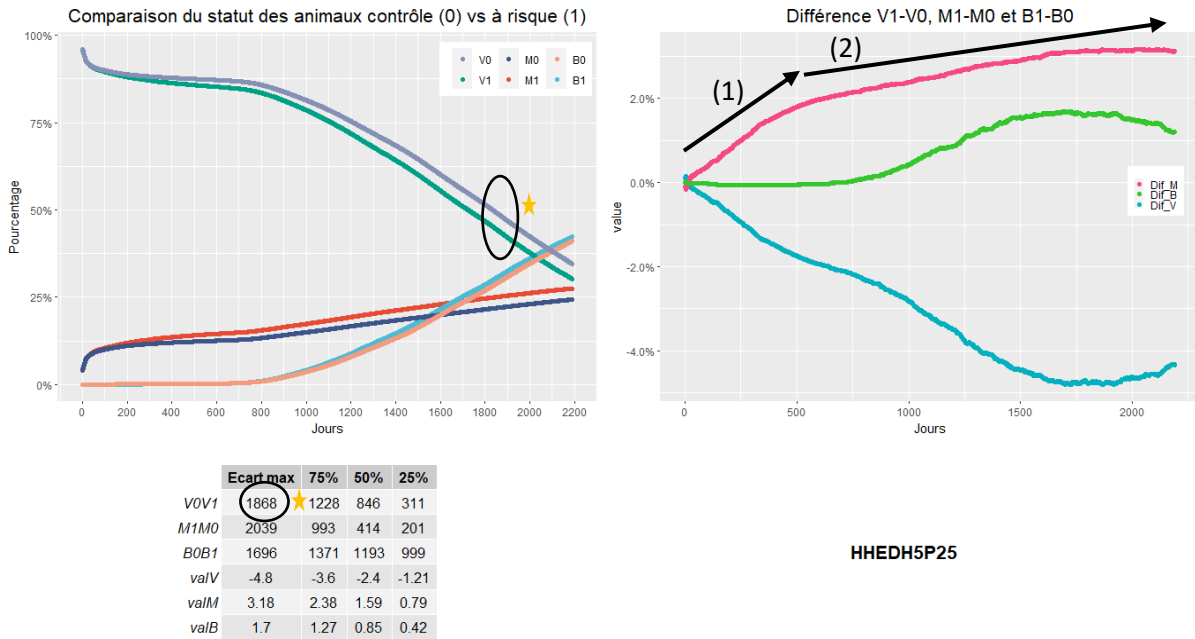 Comparaison du statut des animaux contrôle (0) vs à risque (1)
100%
75%
50%
25%
0%
Pourcentage
V0 M0 B0
V1 M1 B1
0 200 400 600 800 1000 1200 1400 1600 1800 2000 2200
Jours
Différence V1-V0, M1-M0 et B1-B0
(1)
(2)
2.0%
0.0%
-2.0%
-4.0%
value
Dif_M
Dif_B
Dif_V
0 500 1000 1500 2000
Jours
Ecart max 75% 50% 25%
V0V1 1868 1228 846 311
M1M0 2039 993 414 201
B0B1 1696 1371 1193 999
valV -4.8 -3.6 -2.4 -1.21
valM 3.18 2.38 1.59 0.79
valB 1.7 1.27 0.85 0.42
HHEDH5P25